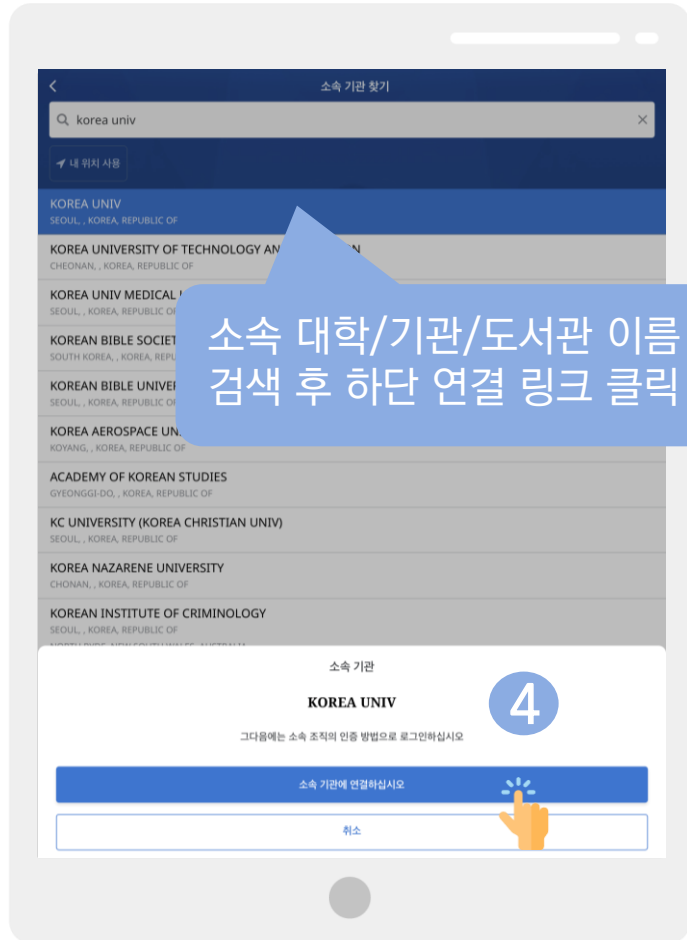 소속 기관 찾기
korea univ
내 위치 사용
KOREA UNIV
SEOUL, , KOREA, REPUBLIC OF
KOREA UNIVERSITY OF TECHNOLOGY AN
CHEONAN, , KOREA, REPUBLIC OF
KOREA UNIV MEDICAL
SEOUL, , KOREA, REPUBLIC OF
KOREAN BIBLE SOCIET
SOUTH KOREA, , KOREA, REPU
KOREAN BIBLE UNIVER
SEOUL, , KOREA, REPUBLIC OF
KOREA AEROSPACE UN
KOYANG, , KOREA, REPUBLIC OF
소속 대학/기관/도서관 이름
검색 후 하단 연결 링크 클릭
ACADEMY OF KOREAN STUDIES
GYEONGGI-DO, , KOREA, REPUBLIC OF
KC UNIVERSITY (KOREA CHRISTIAN UNIV)
SEOUL, , KOREA, REPUBLIC OF
KOREA NAZARENE UNIVERSITY
CHONAN, , KOREA, REPUBLIC OF
KOREAN INSTITUTE OF CRIMINOLOGY
SEOUL, , KOREA, REPUBLIC OF
소속 기관
KOREA UNIV
4
그다음에는 소속 조직의 인증 방법으로 로그인하십시오
소속 기관에 연결하십시오
취소